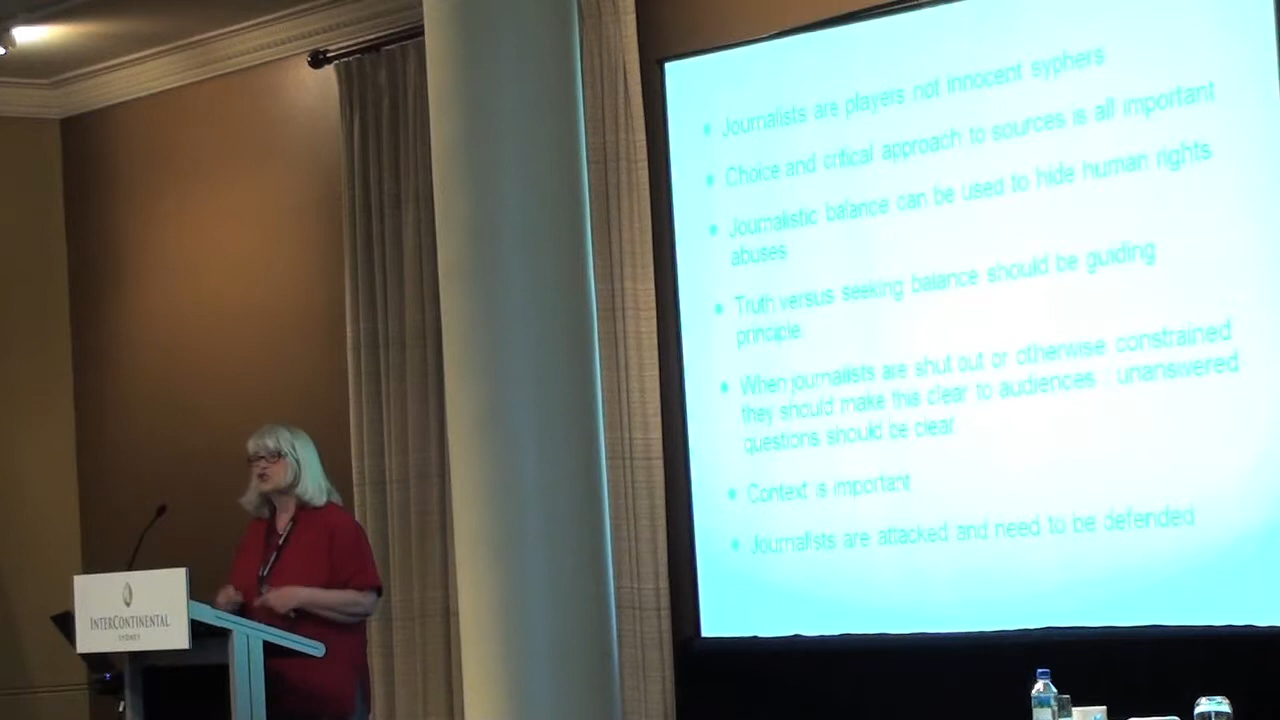 INTERCONTINENTAL
SYDNEY
• Journalists are players not innocent syphers
• Choice and critical approach to sources is all important
• Journalistic balance can be used to hide human rights
abuses
• Truth versus seeking balance should be guiding
principle.
• When journalists are shut out or otherwise constrained
they should make this clear to audiences : unanswered
questions should be clear
• Context is important
• Journalists are attacked and need to be defended